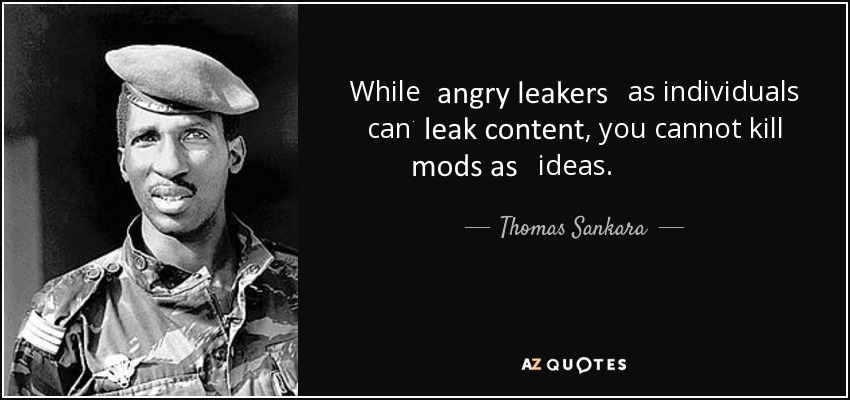 While angry leakers as individuals
can leak content, you cannot kill
mods as ideas.
— Thomas Sankara —
AZ QUOTES